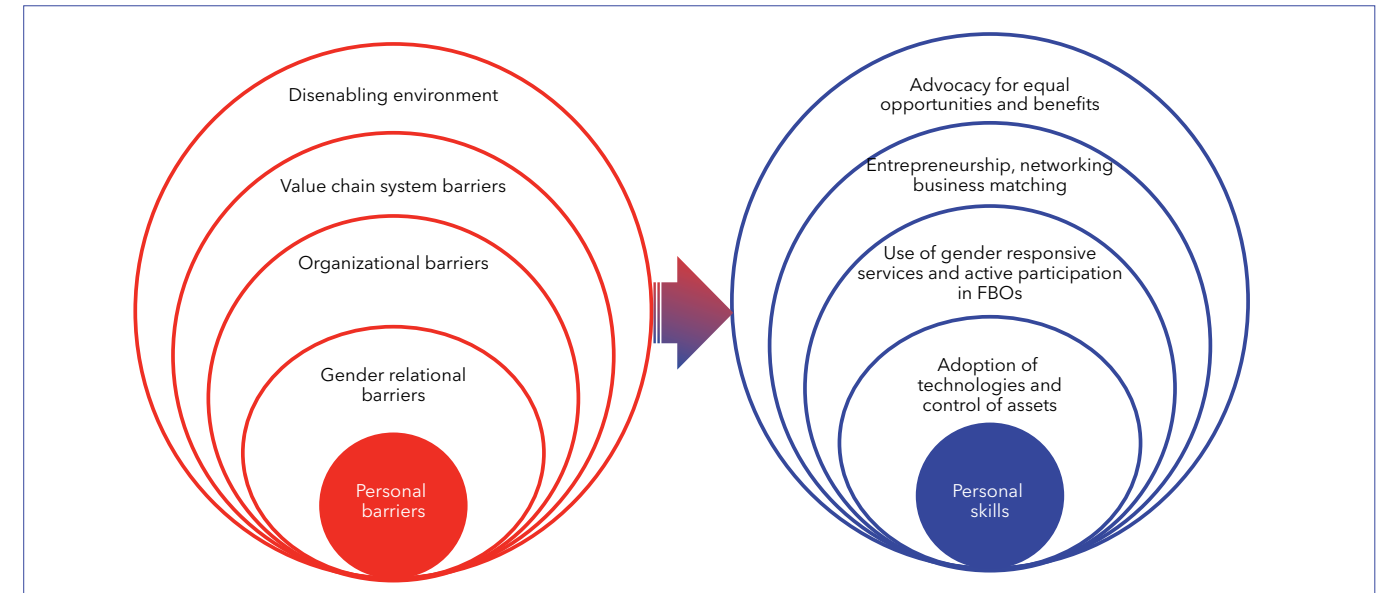 Disenabling environment
Value chain system barriers
Organizational barriers
Gender relational
barriers
Personal
barriers
Advocacy for equal
opportunities and benefits
Entrepreneurship, networking
business matching
Use of gender responsive
services and active participation
in FBOs
Adoption of
technologies and
control of assets
Personal
skills